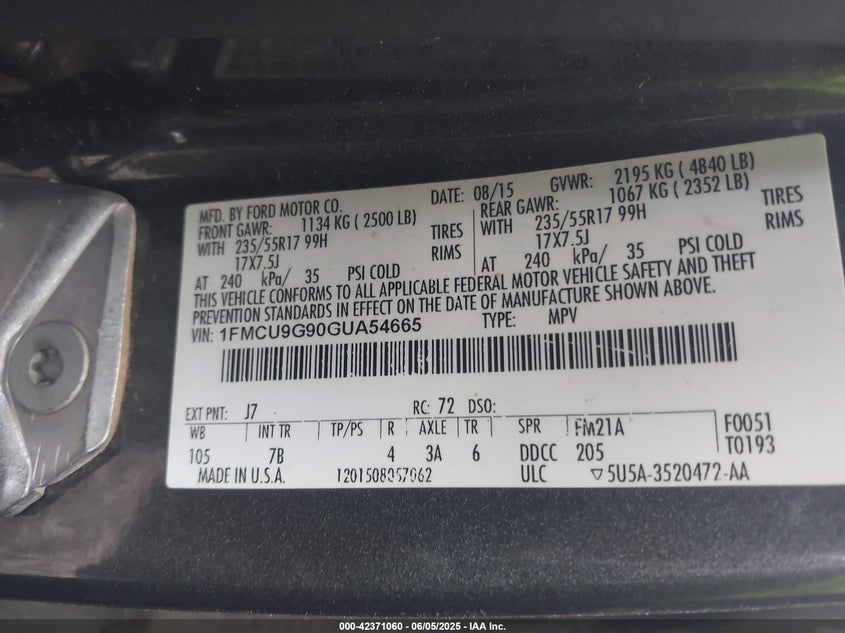 MFD. BY FORD MOTOR CO. DATE: 08/15 GVWR: 2195 KG ( 4840 LB)
FRONT GAWR: 1134 KG ( 2500 LB) REAR GAWR: 1067 KG ( 2352 LB)
WITH 235/55R17 99H TIRES WITH 235/55R17 99H TIRES
17X7.5J RIMS 17X7.5J RIMS
AT 240 kPa/ 35 PSI COLD AT 240 kPa/ 35 PSI COLD
THIS VEHICLE CONFORMS TO ALL APPLICABLE FEDERAL MOTOR VEHICLE SAFETY AND THEFT
PREVENTION STANDARDS IN EFFECT ON THE DATE OF MANUFACTURE SHOWN ABOVE.
VIN: 1FMCU9G90GUA54665 TYPE: MPV
EXT PNT: J7 RC: 72 DSO:
WB INT TR TP/PS R AXLE TR SPR FM21A F0051
105 7B 4 3A 6 DDCC 205 T0193
MADE IN U.S.A. 1201508057062 ULC ▽5U5A-3520472-AA
000-42371060 - 06/05/2025 - IAA Inc.